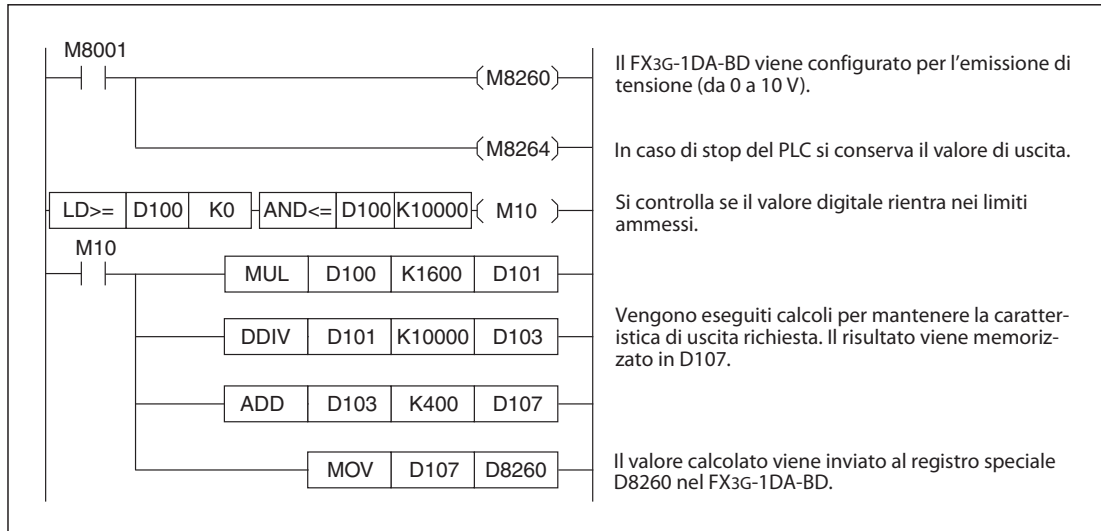 M8001
M8260
Il FX3G-1DA-BD viene configurato per l'emissione di
tensione (da 0 a 10 V).
M8264
In caso di stop del PLC si conserva il valore di uscita.
LD>= D100 K0 AND<= D100 K10000 M10
Si controlla se il valore digitale rientra nei limiti
ammessi.
M10
MUL D100 K1600 D101
DDIV D101 K10000 D103
Vengono eseguiti calcoli per mantenere la caratter-
istica di uscita richiesta. Il risultato viene memoriz-
zato in D107.
ADD D103 K400 D107
MOV D107 D8260
Il valore calcolato viene inviato al registro speciale
D8260 nel FX3G-1DA-BD.